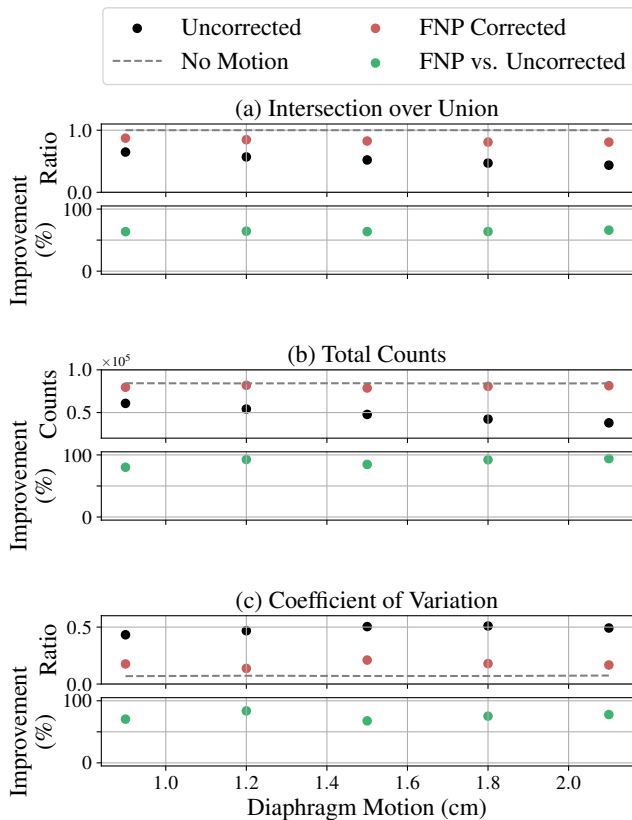 Uncorrected
FNP Corrected
No Motion
FNP vs. Uncorrected
(a) Intersection over Union
Ratio
1.0
0.0
Improvement
(%)
100
0
(b) Total Counts
×10⁵
Counts
1.0
0.5
Improvement
(%)
100
0
(c) Coefficient of Variation
Ratio
0.5
0.0
Improvement
(%)
100
0
1.0 1.2 1.4 1.6 1.8 2.0
Diaphragm Motion (cm)